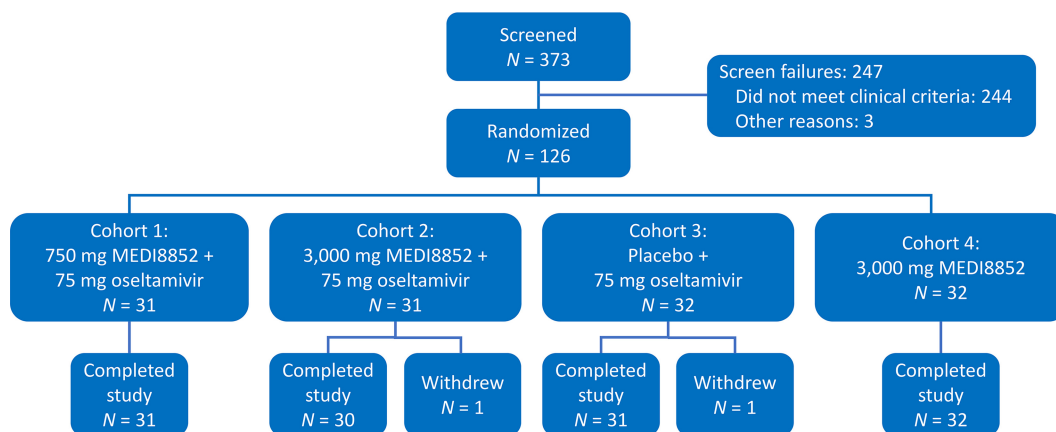 Screened
N = 373
Screen failures: 247
Did not meet clinical criteria: 244
Other reasons: 3
Randomized
N = 126
Cohort 1:
750 mg MEDI8852 +
75 mg oseltamivir
N = 31
Cohort 2:
3,000 mg MEDI8852 +
75 mg oseltamivir
N = 31
Cohort 3:
Placebo +
75 mg oseltamivir
N = 32
Cohort 4:
3,000 mg MEDI8852
N = 32
Completed
study
N = 31
Completed
study
N = 30
Withdrew
N = 1
Completed
study
N = 31
Withdrew
N = 1
Completed
study
N = 32